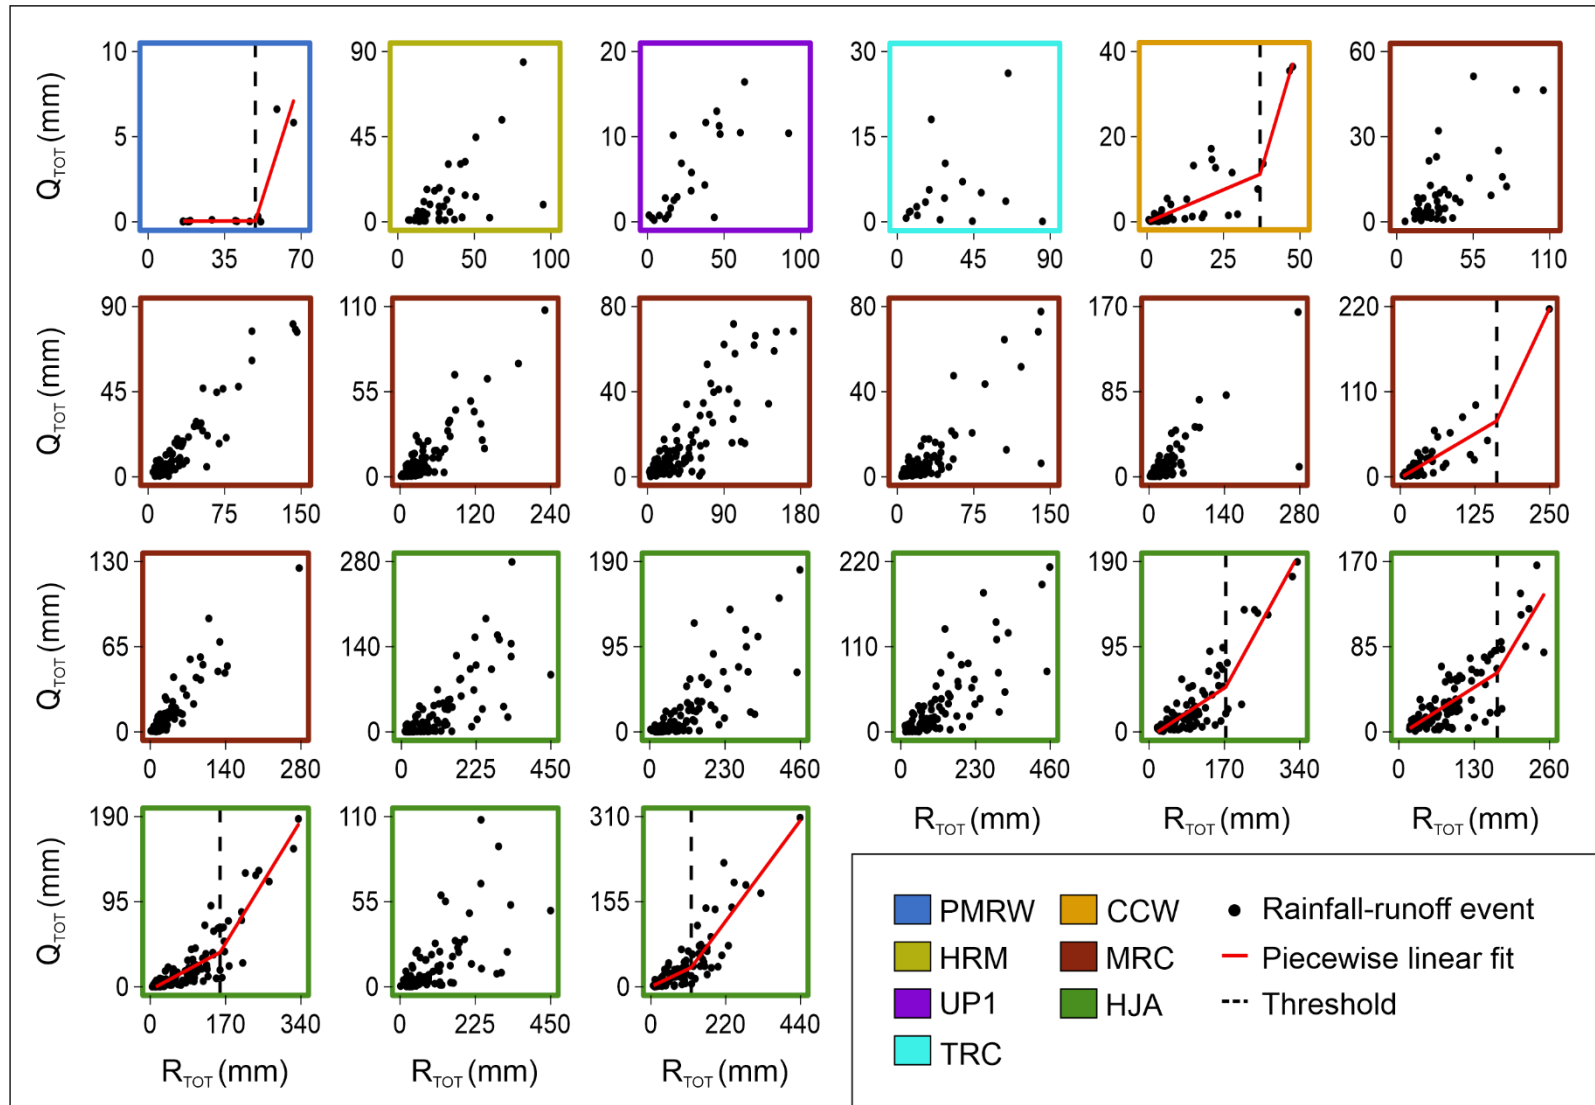 10 90 20 30 40 60
Q_TOT (mm)
5 45 10 15 20 30
0 0 0 0 0 0
0 35 70 0 50 100 0 50 100 0 45 90 0 25 50 0 55 110
90 110 80 80 170 220
Q_TOT (mm)
45 55 40 40 85 110
0 0 0 0 0 0
0 75 150 0 120 240 0 90 180 0 75 150 0 140 280 0 125 250
130 280 190 220 190 170
Q_TOT (mm)
65 140 95 110 95 85
0 0 0 0 0 0
0 140 280 0 225 450 0 230 460 0 230 460 0 170 340 0 130 260
R_TOT (mm) R_TOT (mm) R_TOT (mm)
190 110 310
Q_TOT (mm)
95 55 155
0 0 0
0 170 340 0 225 450 0 220 440
R_TOT (mm) R_TOT (mm) R_TOT (mm)
PMRW CCW Rainfall-runoff event
HRM MRC Piecewise linear fit
UP1 HJA Threshold
TRC